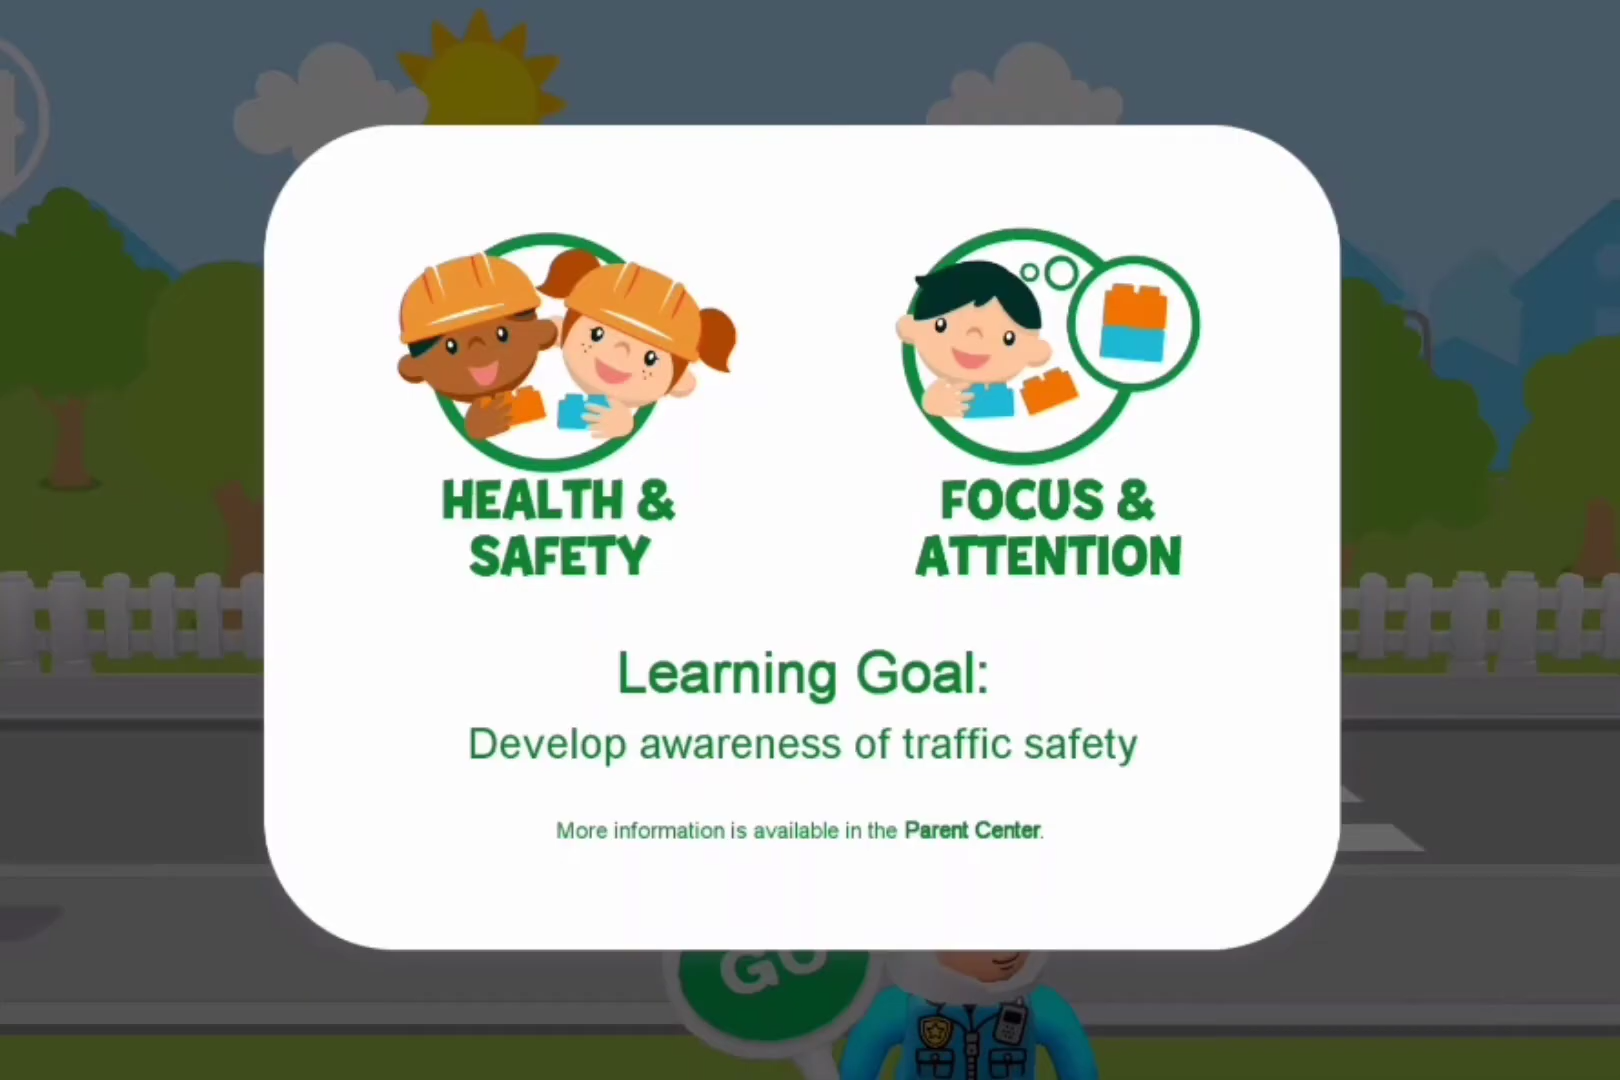 HEALTH &
SAFETY
FOCUS &
ATTENTION
Learning Goal:
Develop awareness of traffic safety
More information is available in the Parent Center.
GO